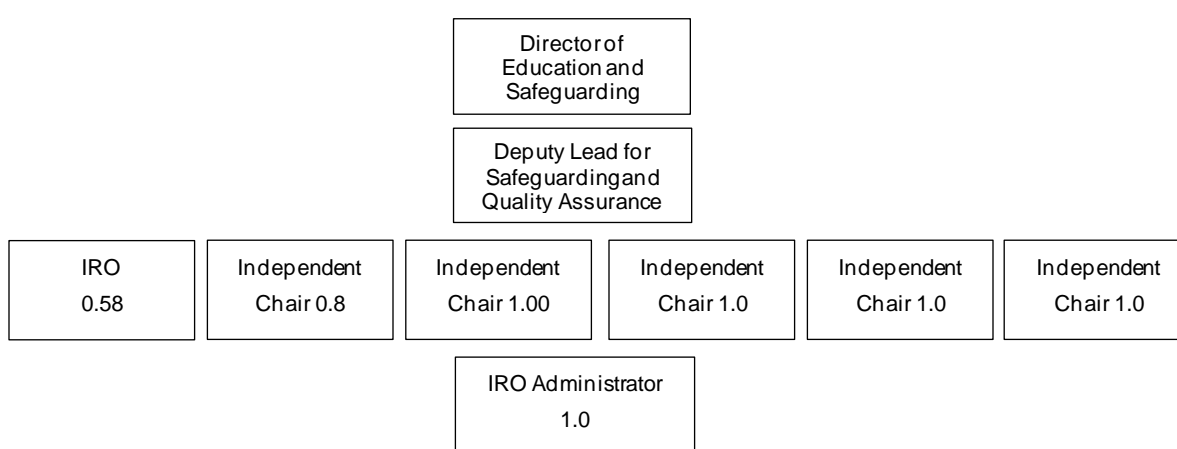 Director of
Education and
Safeguarding
Deputy Lead for
Safeguarding and
Quality Assurance
IRO
0.58
Independent
Chair 0.8
Independent
Chair 1.00
Independent
Chair 1.0
Independent
Chair 1.0
Independent
Chair 1.0
IRO Administrator
1.0